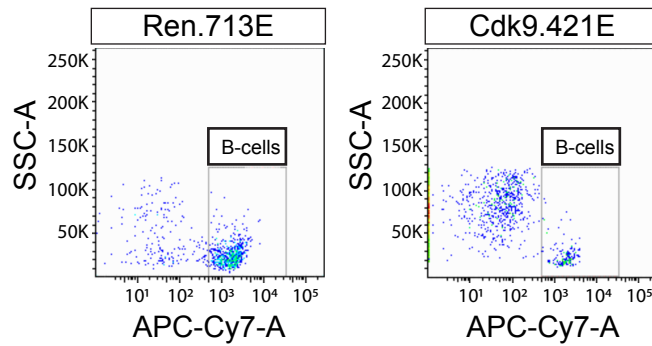 Ren.713E
Cdk9.421E
SSC-A
250K
200K
150K
100K
50K
B-cells
10¹ 10² 10³ 10⁴ 10⁵
APC-Cy7-A
SSC-A
250K
200K
150K
100K
50K
B-cells
10¹ 10² 10³ 10⁴ 10⁵
APC-Cy7-A